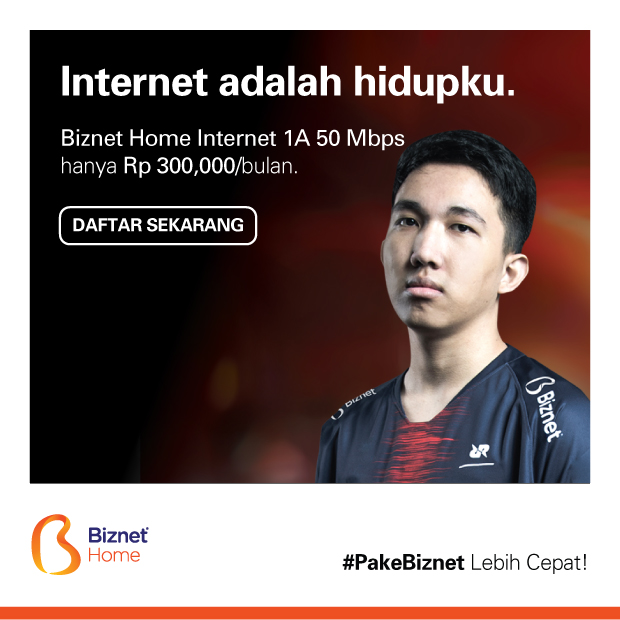 Internet adalah hidupku.
Biznet Home Internet 1A 50 Mbps
hanya Rp 300,000/bulan.
DAFTAR SEKARANG
Biznet
Biznet
Biznet
Home
#PakeBiznet Lebih Cepat!